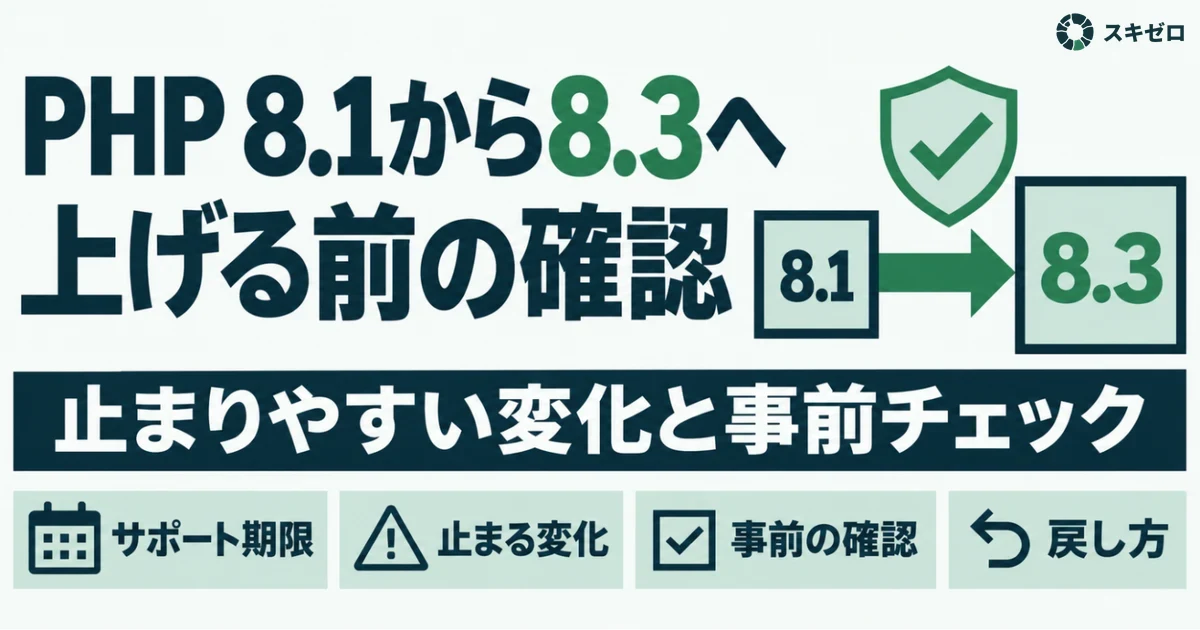 スキゼロ
PHP 8.1から8.3へ
上げる前の確認
8.1
8.3
止まりやすい変化と事前チェック
サポート期限
止まる変化
事前の確認
戻し方